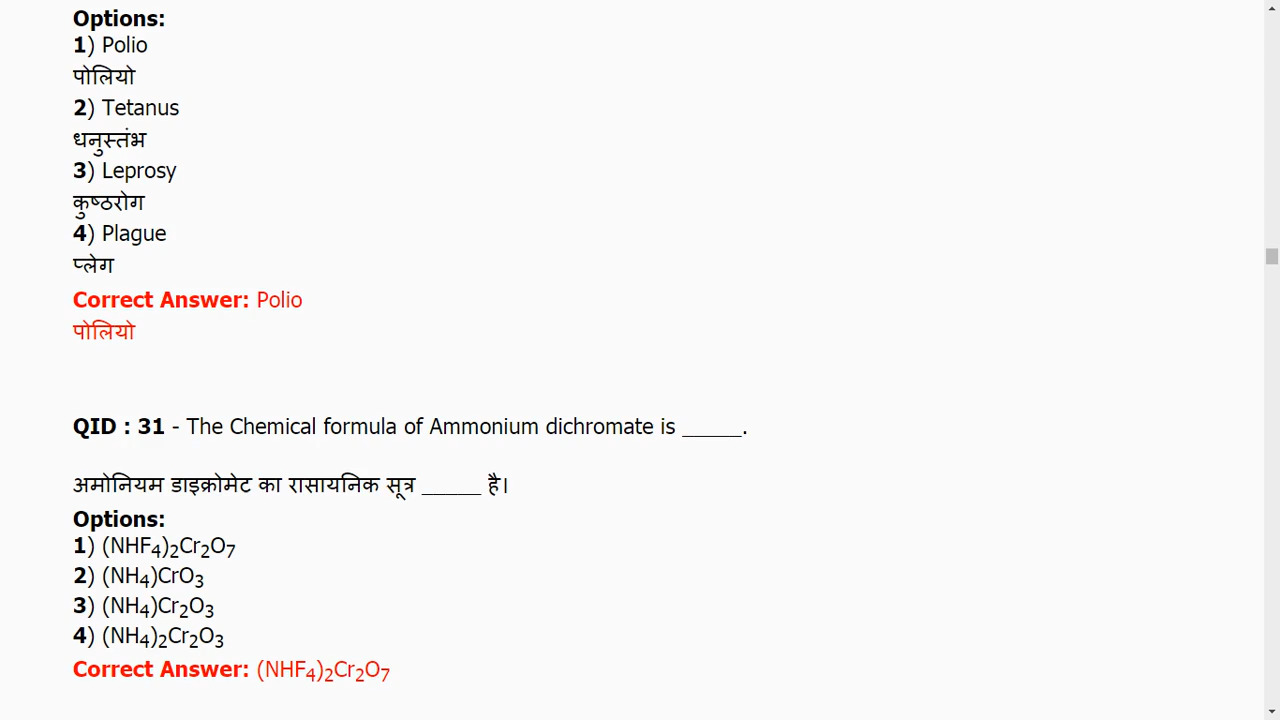 Options:
1) Polio
पोलियो
2) Tetanus
धनुस्तंभ
3) Leprosy
कुष्ठरोग
4) Plague
प्लेग
Correct Answer: Polio
पोलियो
QID : 31 - The Chemical formula of Ammonium dichromate is _____.
अमोनियम डाइक्रोमेट का रासायनिक सूत्र _____ है।
Options:
1) (NHF₄)₂Cr₂O₇
2) (NH₄)CrO₃
3) (NH₄)Cr₂O₃
4) (NH₄)₂Cr₂O₃
Correct Answer: (NHF₄)₂Cr₂O₇